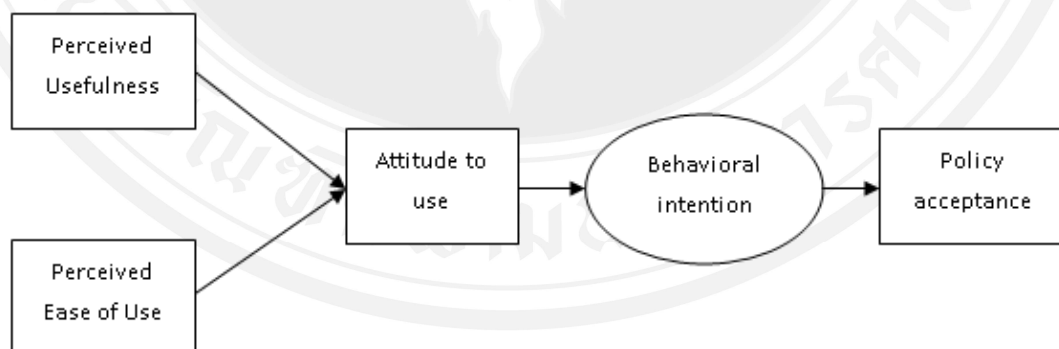 Perceived
Usefulness
Perceived
Ease of Use
Attitude to
use
Behavioral
intention
Policy
acceptance